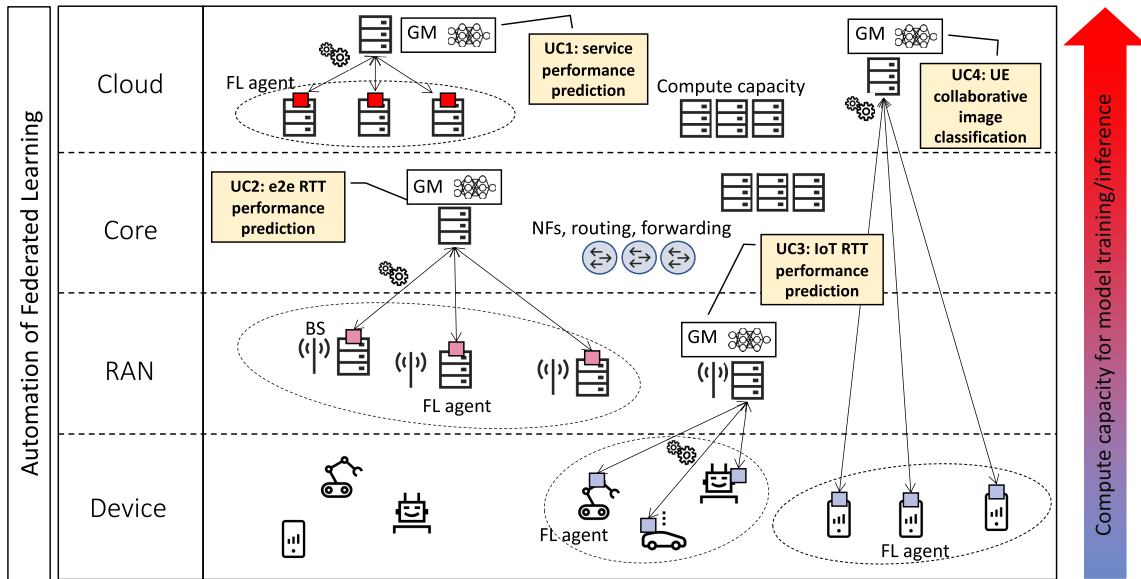 Automation of Federated Learning
Cloud
GM
UC1: service
performance
prediction
FL agent
Compute capacity
GM
UC4: UE
collaborative
image
classification
Core
UC2: e2e RTT
performance
prediction
GM
NFs, routing, forwarding
UC3: IoT RTT
performance
prediction
RAN
BS
FL agent
GM
Device
FL agent
FL agent
Compute capacity for model training/inference